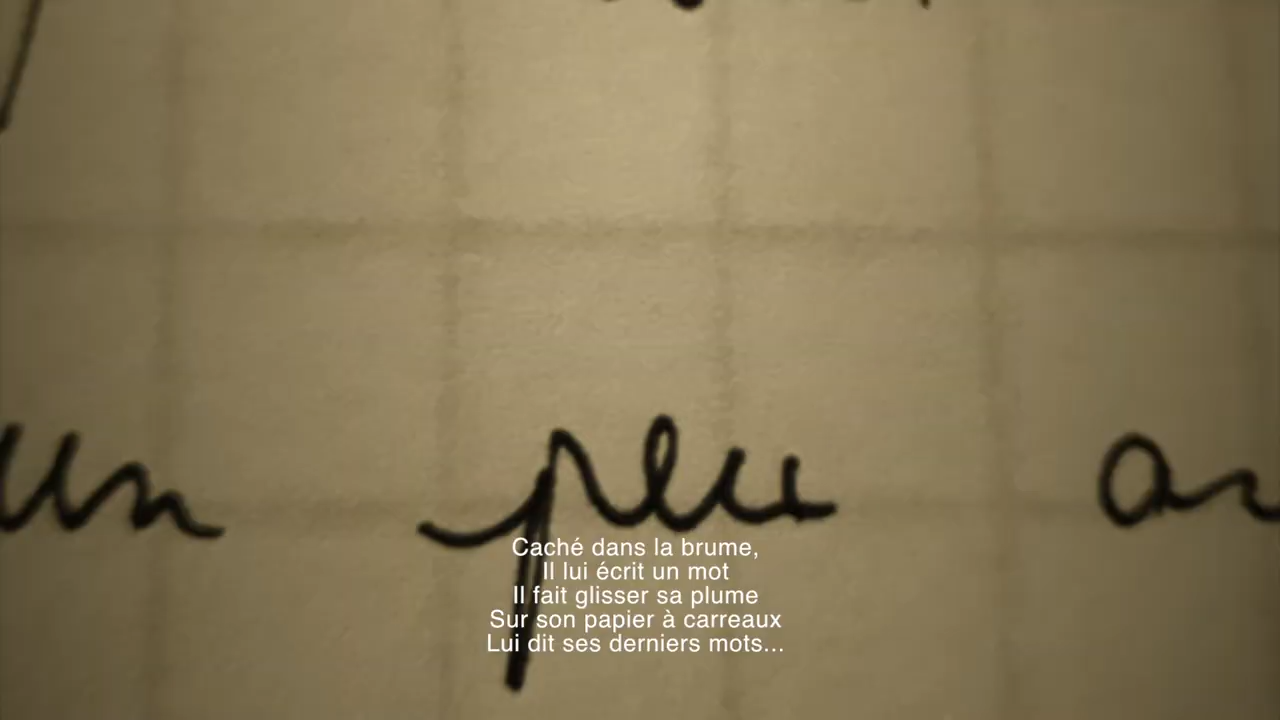 un peu
Caché dans la brume,
Il lui écrit un mot
Il fait glisser sa plume
Sur son papier à carreaux
Lui dit ses derniers mots...